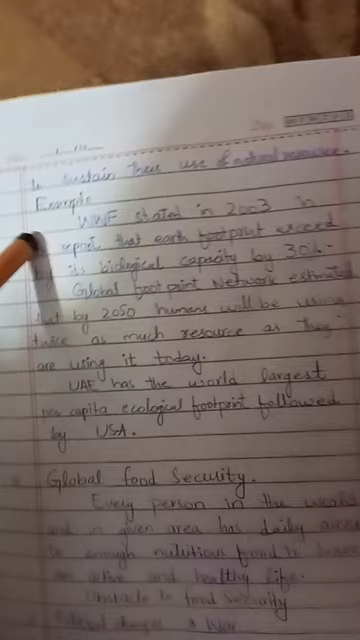 to sustain their use of natural resource.
Example
WWF stated in 2003 in
report that earth footprint exceed
by its biological capacity by 30%.
Global footprint Network estimated
that by 2050 humans will be using
twice as much resource as they
are using it today.
UAE has the world largest
per capita ecological footprint followed
by USA.
Global food Security.
Every person in the world
and in given area has daily access
to enough nutritious food to
an active and healthy life.
Obstacle to food security